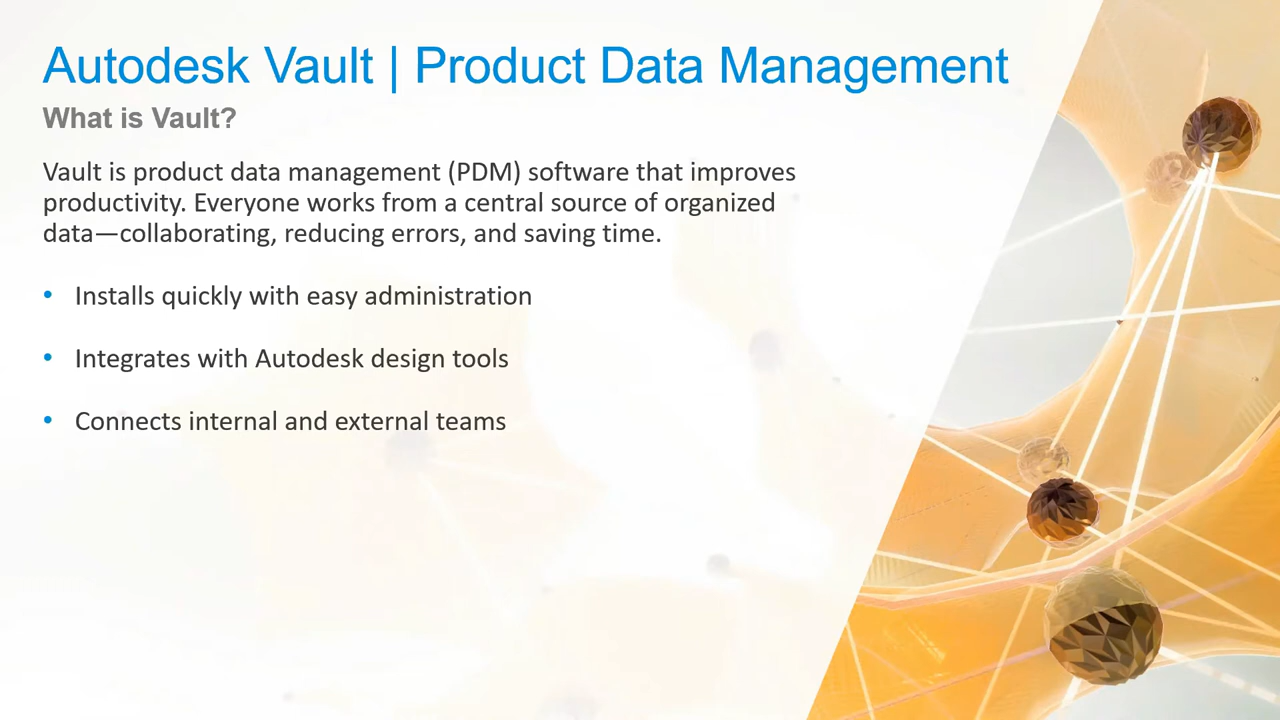 Autodesk Vault | Product Data Management
What is Vault?
Vault is product data management (PDM) software that improves
productivity. Everyone works from a central source of organized
data—collaborating, reducing errors, and saving time.
• Installs quickly with easy administration
• Integrates with Autodesk design tools
• Connects internal and external teams